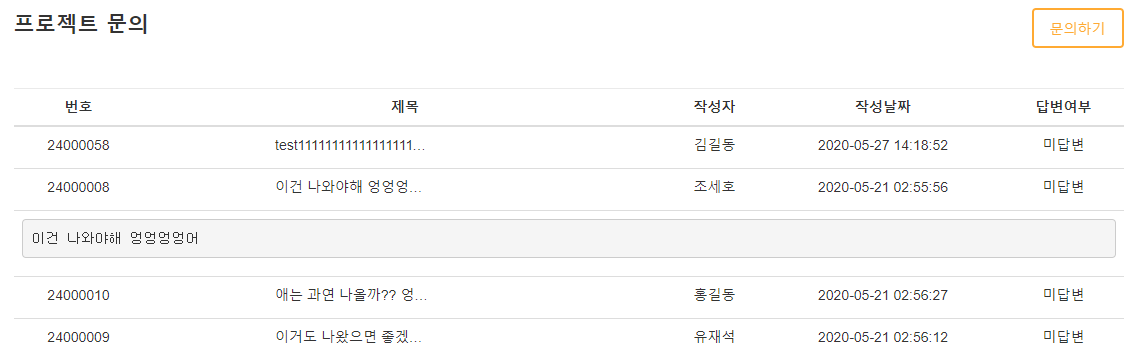 프로젝트 문의
문의하기
번호 제목 작성자 작성날짜 답변여부
24000058 test11111111111111111... 김길동 2020-05-27 14:18:52 미답변
24000008 이건 나와야해 엉엉엉... 조세호 2020-05-21 02:55:56 미답변
이건 나와야해 엉엉엉엉어
24000010 애는 과연 나올까?? 엉... 홍길동 2020-05-21 02:56:27 미답변
24000009 이거도 나왔으면 좋겠... 유재석 2020-05-21 02:56:12 미답변